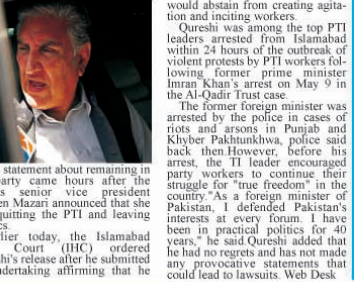 statement about remaining in
arty came hours after the
s senior vice president
en Mazari announced that she
quitting the PTI and leaving
cs.
lier today, the Islamabad
Court (IHC) ordered
shi's release after he submitted
ndertaking affirming that he
would abstain from creating agita-
tion and inciting workers.
Qureshi was among the top PTI
leaders arrested from Islamabad
within 24 hours of the outbreak of
violent protests by PTI workers fol-
lowing former prime minister
Imran Khan's arrest on May 9 in
the Al-Qadir Trust case.
The former foreign minister was
arrested by the police in cases of
riots and arsons in Punjab and
Khyber Pakhtunkhwa, police said
back then.However, before his
arrest, the TI leader encouraged
party workers to continue their
struggle for "true freedom" in the
country."As a foreign minister of
Pakistan, I defended Pakistan's
interests at every forum. I have
been in practical politics for 40
years," he said.Qureshi added that
he had no regrets and has not made
any provocative statements that
could lead to lawsuits. Web Desk